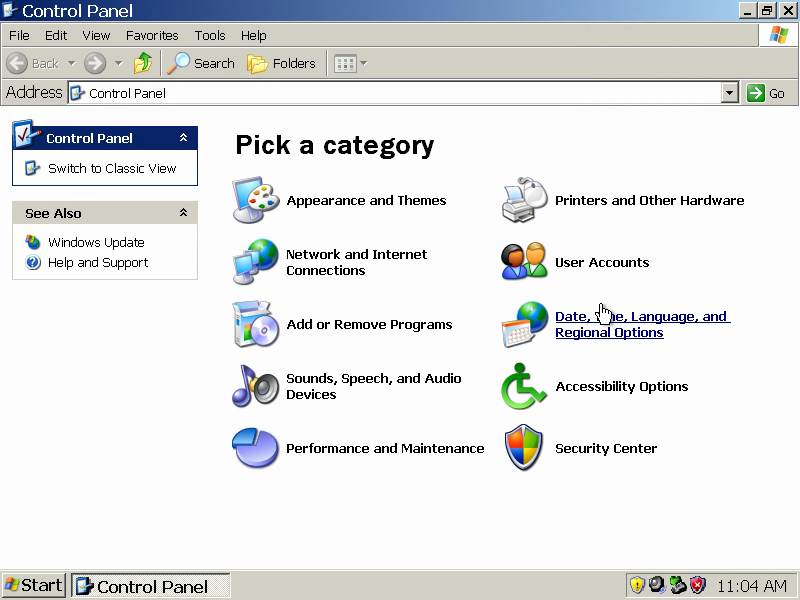 Control Panel
File Edit View Favorites Tools Help
Back Search Folders
Address Control Panel Go
Control Panel
Switch to Classic View
See Also
Windows Update
Help and Support
Pick a category
Appearance and Themes
Printers and Other Hardware
Network and Internet
Connections
User Accounts
Add or Remove Programs
Date, Language, and
Regional Options
Sounds, Speech, and Audio
Devices
Accessibility Options
Performance and Maintenance
Security Center
Start Control Panel 11:04 AM